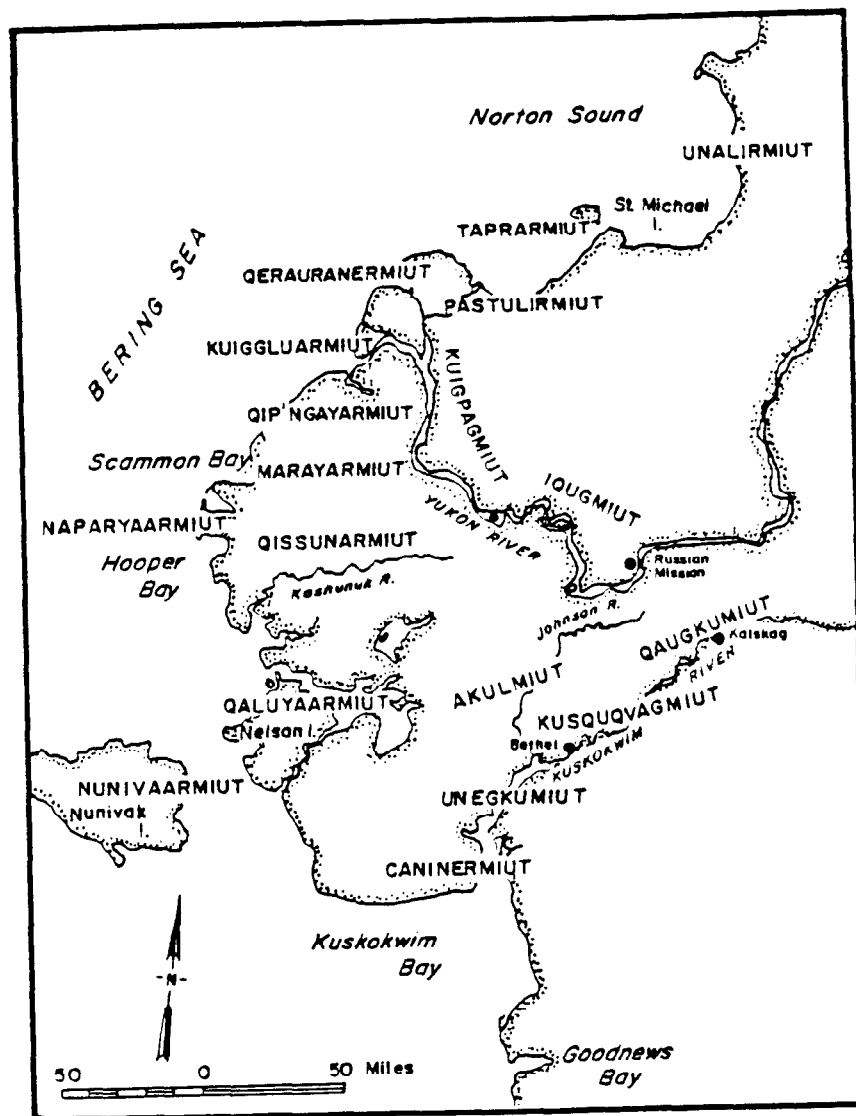 Norton Sound
UNALIRMIUT
St. Michael
I.
TAPRARMIUT
QERAURANERMIUT
PASTULIRMIUT
BERING SEA
KUIGGLUARMIUT
KUIGPAGMIUT
QIP'NGAYARMIUT
Scammon Bay
MARAYARMIUT
IQUGMIUT
YUKON RIVER
NAPARYAARMIUT
Hooper
Bay
QISSUNARMIUT
Kashunuk R.
Russian
Mission
Johnson R.
QAUGKUMIUT
Kalskag
AKULMIUT
RIVER
QALUYAARMIUT
Nelson I.
KUSQUQVAGMIUT
Bethel
KUSKOKWIM
NUNIVAARMIUT
Nunivak
I.
UNEGKUMIUT
CANINERMIUT
Kuskokwim
Bay
-N-
Goodnews
Bay
50 0 50 Miles